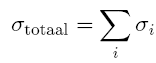 σ_totaal = ∑_i σ_i